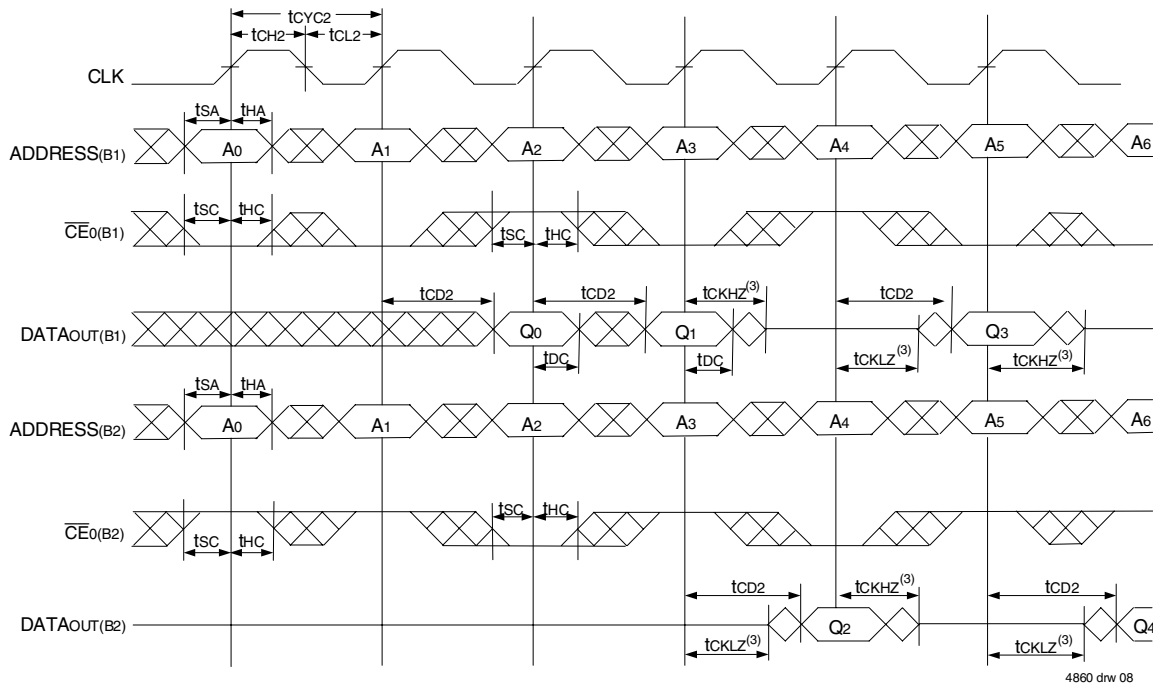 tCYC2
tCH2 tCL2
CLK
tSA tHA
ADDRESS(B1) A0 A1 A2 A3 A4 A5 A6
tSC tHC
CE0(B1)
tSC tHC
tCD2 tCD2 tCKHZ(3) tCD2
DATAOUT(B1) Q0 Q1 Q3
tDC tDC tCKLZ(3) tCKHZ(3)
tSA tHA
ADDRESS(B2) A0 A1 A2 A3 A4 A5 A6
tSC tHC
CE0(B2)
tSC tHC
tCD2 tCKHZ(3) tCD2
DATAOUT(B2) Q2 Q4
tCKLZ(3) tCKLZ(3)
4860 drw 08